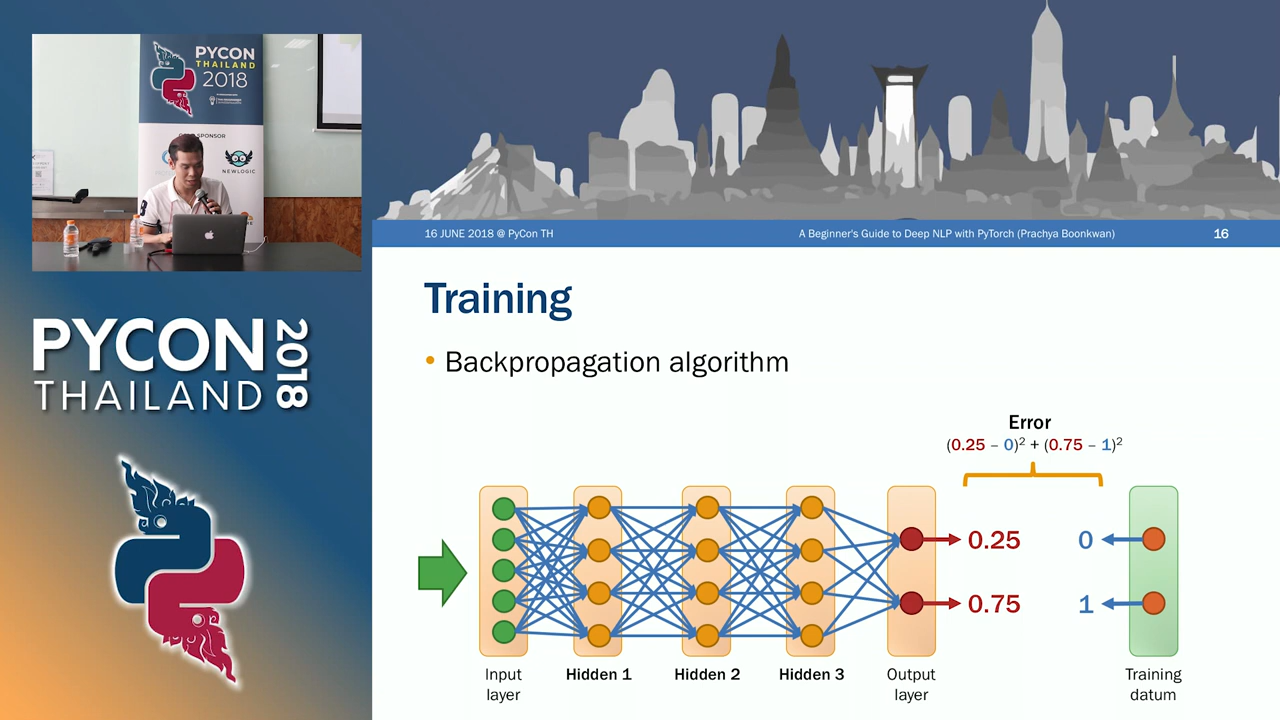 PYCON
THAILAND
2018
SPONSOR
NEWLOGIC
PYCON 2018
THAILAND
16 JUNE 2018 @ PyCon TH
A Beginner's Guide to Deep NLP with PyTorch (Prachya Boonkwan)
16
Training
• Backpropagation algorithm
Error
(0.25 – 0)² + (0.75 – 1)²
0.25
0
0.75
1
Input layer
Hidden 1
Hidden 2
Hidden 3
Output layer
Training datum